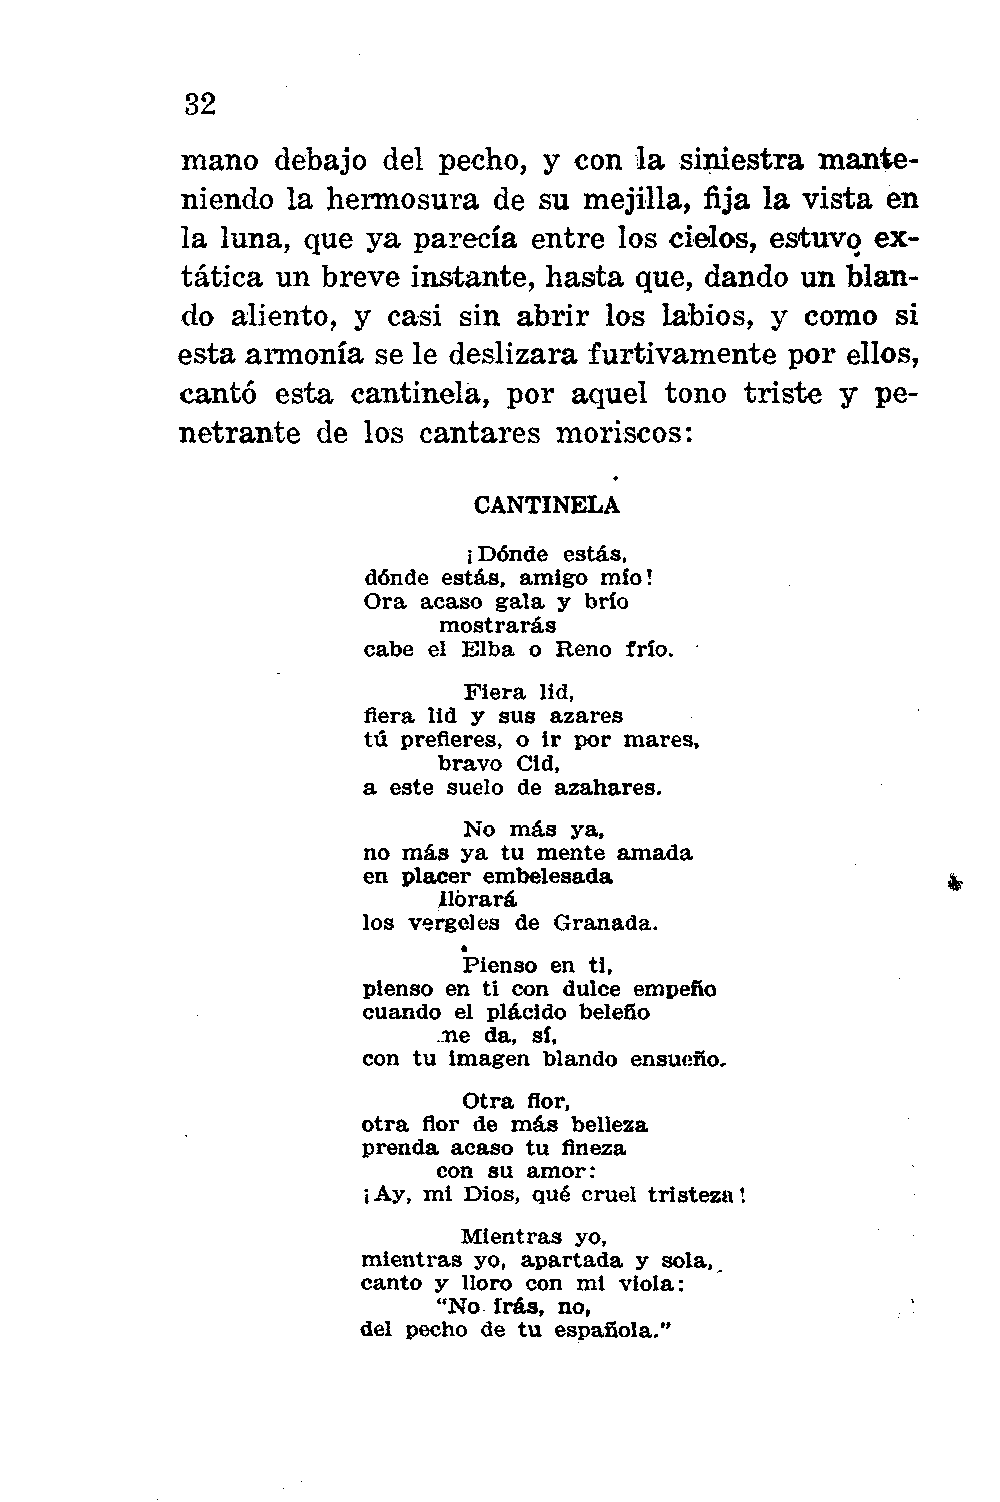 32
mano debajo del pecho, y con la siniestra mante-
niendo la hermosura de su mejilla, fija la vista en
la luna, que ya parecía entre los cielos, estuvo ex-
tática un breve instante, hasta que, dando un blan-
do aliento, y casi sin abrir los labios, y como si
esta armonía se le deslizara furtivamente por ellos,
cantó esta cantinela, por aquel tono triste y pe-
netrante de los cantares moriscos:
CANTINELA
¡Dónde estás,
dónde estás, amigo mío!
Ora acaso gala y brío
mostrarás
cabe el Elba o Reno frío.
Fiera lid,
fiera lid y sus azares
tú prefieres, o ir por mares,
bravo Cid,
a este suelo de azahares.
No más ya,
no más ya tu mente amada
en placer embelesada
llorará
los vergeles de Granada.
Pienso en ti,
pienso en ti con dulce empeño
cuando el plácido beleño
me da, sí,
con tu imagen blando ensueño.
Otra flor,
otra flor de más belleza
prenda acaso tu fineza
con su amor:
¡Ay, mi Dios, qué cruel tristeza!
Mientras yo,
mientras yo, apartada y sola,
canto y lloro con mi viola:
"No irás, no,
del pecho de tu española."